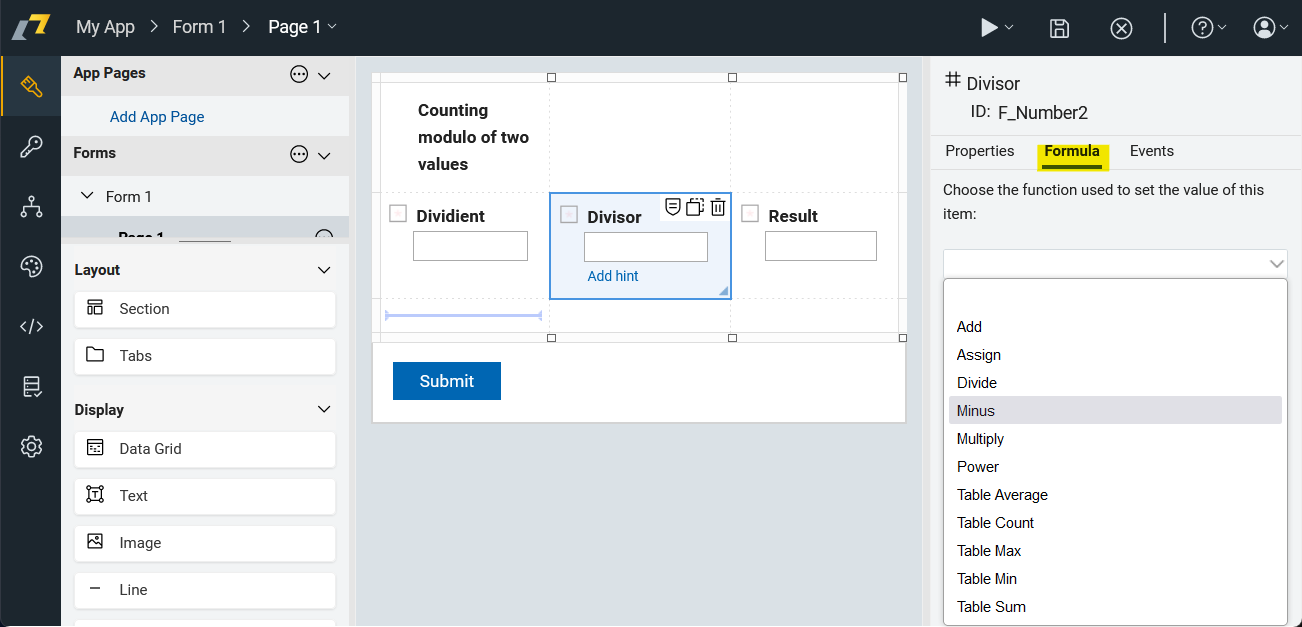 My App > Form 1 > Page 1
App Pages
Add App Page
Forms
Form 1
Page 1
Layout
Section
Tabs
Display
Data Grid
Text
Image
Line
Counting
modulo of two
values
Dividient
Divisor
Add hint
Result
Submit
Divisor
ID: F_Number2
Properties
Formula
Events
Choose the function used to set the value of this
item:
Add
Assign
Divide
Minus
Multiply
Power
Table Average
Table Count
Table Max
Table Min
Table Sum